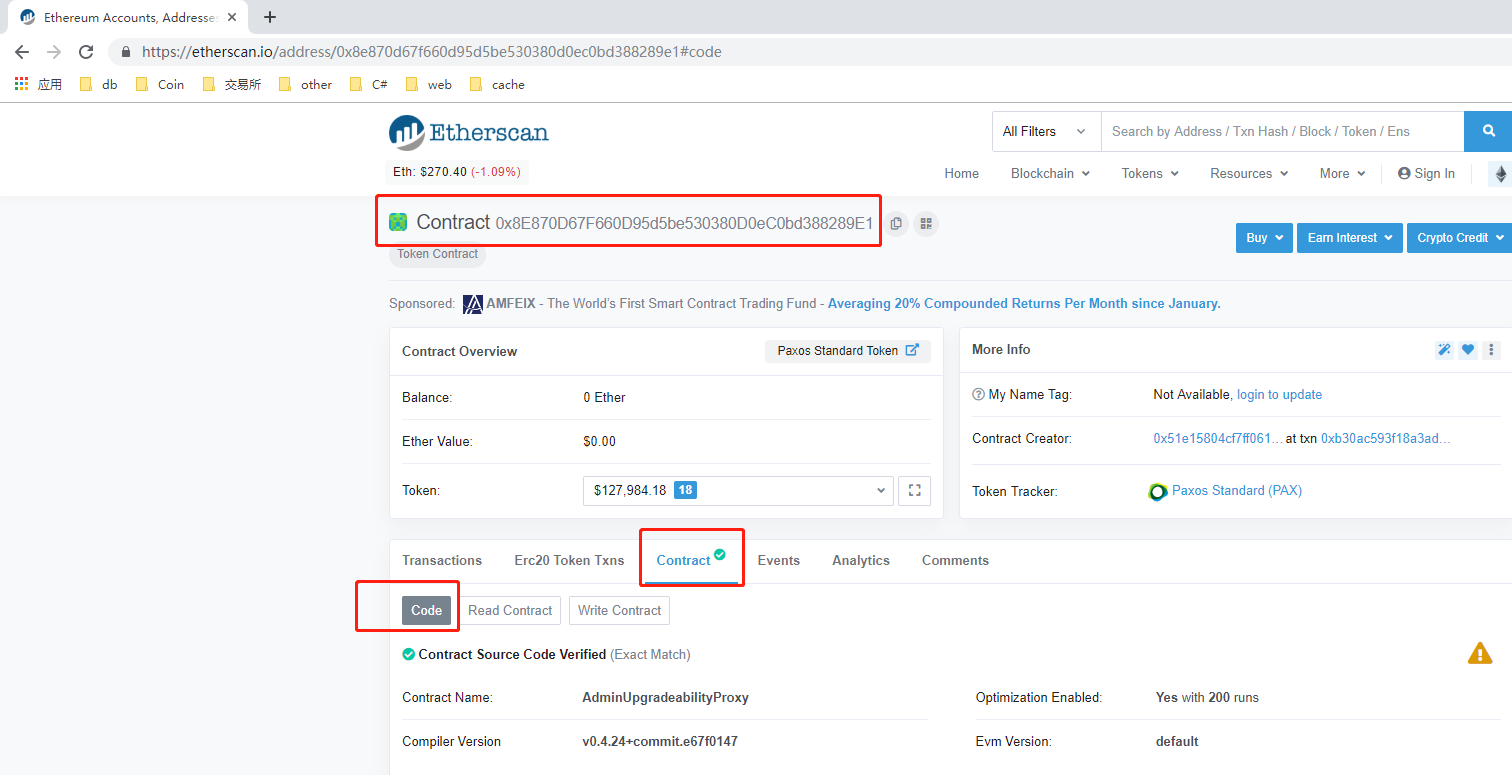 Ethereum Accounts, Addresse
https://etherscan.io/address/0x8e870d67f660d95d5be530380d0ec0bd388289e1#code
应用 db Coin 交易所 other C# web cache
Etherscan
All Filters Search by Address / Txn Hash / Block / Token / Ens
Eth: $270.40 (-1.09%)
Home Blockchain Tokens Resources More Sign In
Contract 0x8E870D67F660D95d5be530380D0eC0bd388289E1
Token Contract
Buy Earn Interest Crypto Credit
Sponsored: AMFEIX - The World's First Smart Contract Trading Fund - Averaging 20% Compounded Returns Per Month since January.
Contract Overview Paxos Standard Token
More Info
Balance: 0 Ether
My Name Tag: Not Available, login to update
Ether Value: $0.00
Contract Creator: 0x51e15804cf7ff061... at txn 0xb30ac593f18a3ad...
Token: $127,984.18 18
Token Tracker: Paxos Standard (PAX)
Transactions Erc20 Token Txns Contract Events Analytics Comments
Code Read Contract Write Contract
Contract Source Code Verified (Exact Match)
Contract Name: AdminUpgradeabilityProxy
Optimization Enabled: Yes with 200 runs
Compiler Version v0.4.24+commit.e67f0147
Evm Version: default